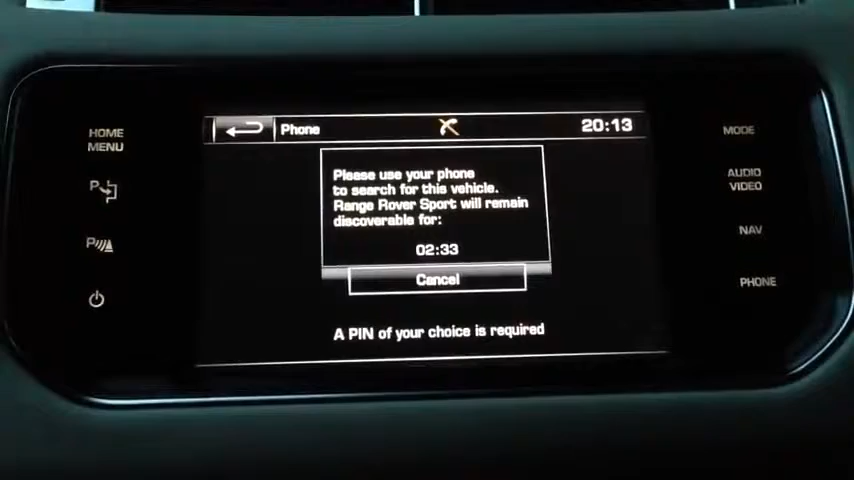 HOME
MENU
Phone
20:13
MODE
Please use your phone
to search for this vehicle.
Range Rover Sport will remain
discoverable for:
AUDIO
VIDEO
P
P
02:33
NAV
Cancel
PHONE
A PIN of your choice is required